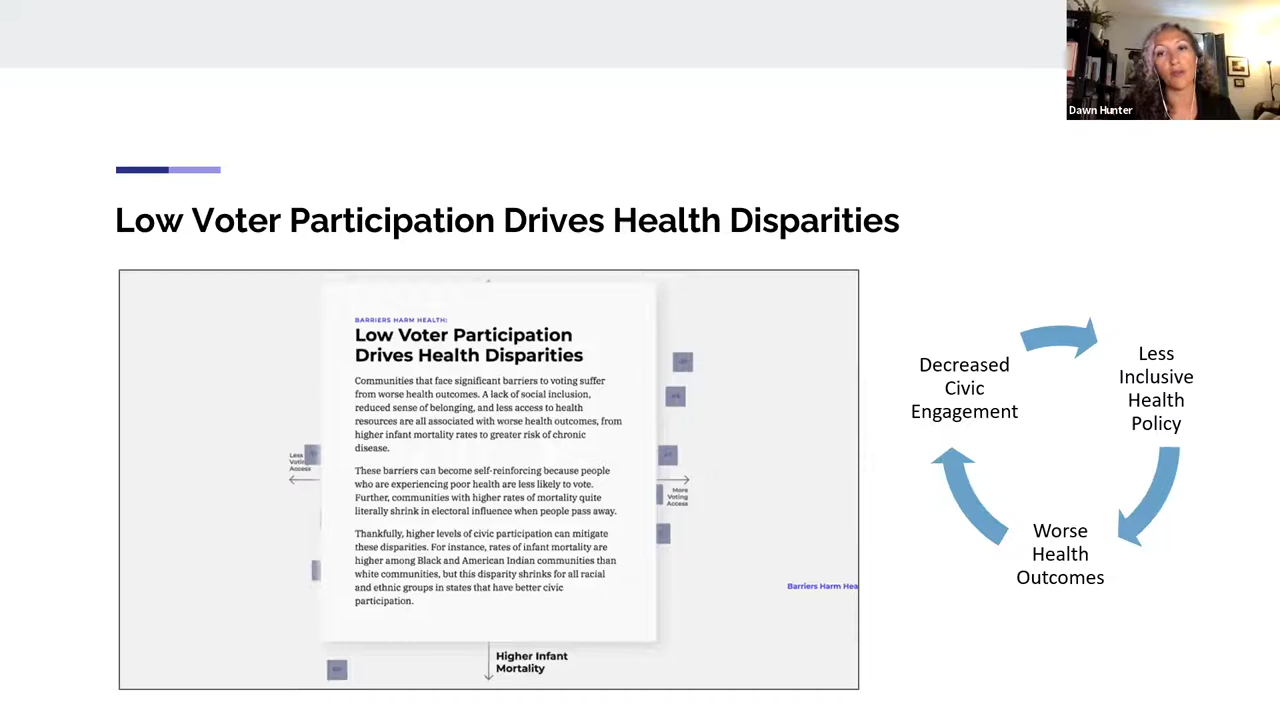 Dawn Hunter
Low Voter Participation Drives Health Disparities
BARRIERS HARM HEALTH:
Low Voter Participation
Drives Health Disparities
Communities that face significant barriers to voting suffer
from worse health outcomes. A lack of social inclusion,
reduced sense of belonging, and less access to health
resources are all associated with worse health outcomes, from
higher infant mortality rates to greater risk of chronic
disease.
These barriers can become self-reinforcing because people
who are experiencing poor health are less likely to vote.
Further, communities with higher rates of mortality quite
literally shrink in electoral influence when people pass away.
Thankfully, higher levels of civic participation can mitigate
these disparities. For instance, rates of infant mortality are
higher among Black and American Indian communities than
white communities, but this disparity shrinks for all racial
and ethnic groups in states that have better civic
participation.
Less
Access
More
Voting
Access
Higher Infant
Mortality
Barriers Harm Hea
Decreased
Civic
Engagement
Less
Inclusive
Health
Policy
Worse
Health
Outcomes